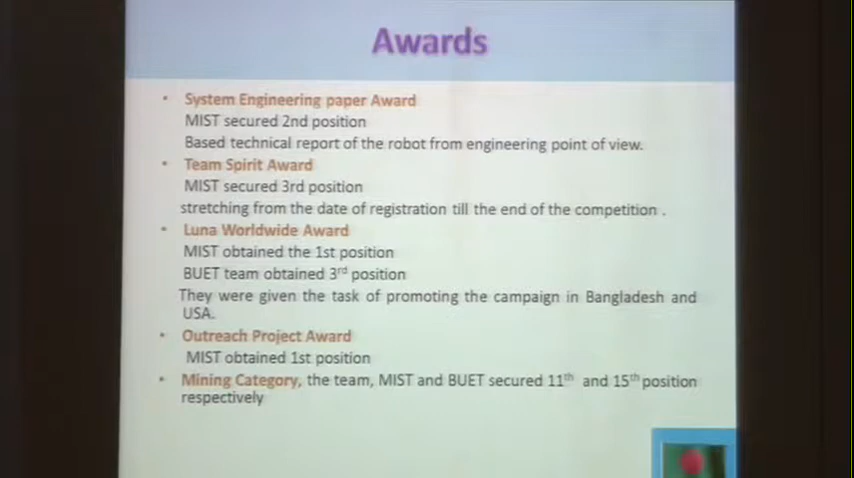 Awards
• System Engineering paper Award
MIST secured 2nd position
Based technical report of the robot from engineering point of view.
• Team Spirit Award
MIST secured 3rd position
stretching from the date of registration till the end of the competition .
• Luna Worldwide Award
MIST obtained the 1st position
BUET team obtained 3rd position
They were given the task of promoting the campaign in Bangladesh and
USA.
• Outreach Project Award
MIST obtained 1st position
• Mining Category, the team, MIST and BUET secured 11th and 15th position
respectively